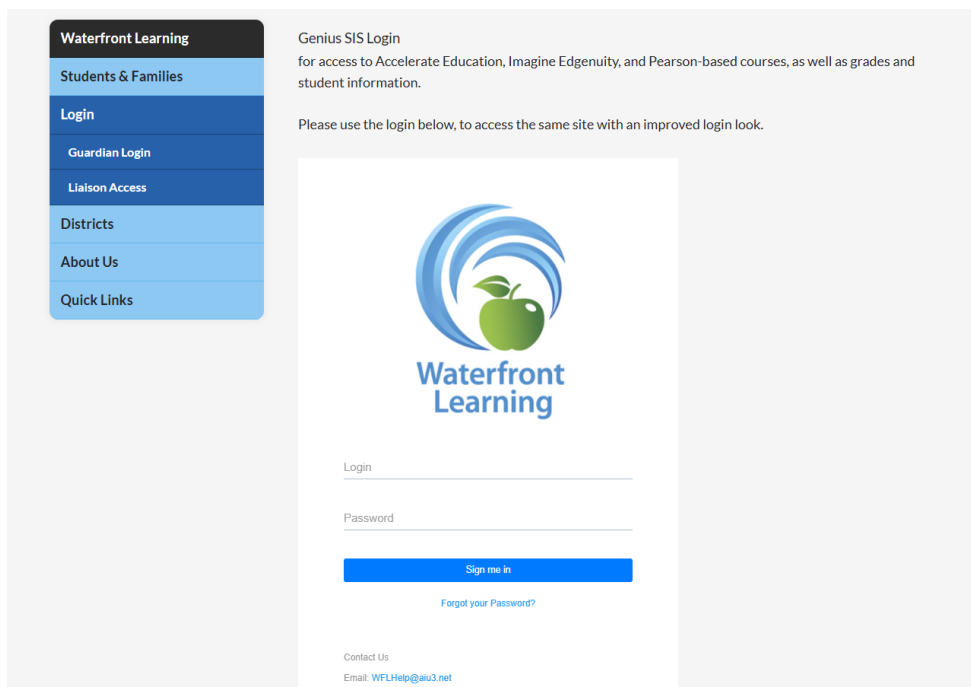 Waterfront Learning
Students & Families
Login
Guardian Login
Liaison Access
Districts
About Us
Quick Links
Genius SIS Login
for access to Accelerate Education, Imagine Edgenuity, and Pearson-based courses, as well as grades and
student information.
Please use the login below, to access the same site with an improved login look.
Waterfront
Learning
Login
Password
Sign me in
Forgot your Password?
Contact Us
Email: WFLHelp@aiu3.net